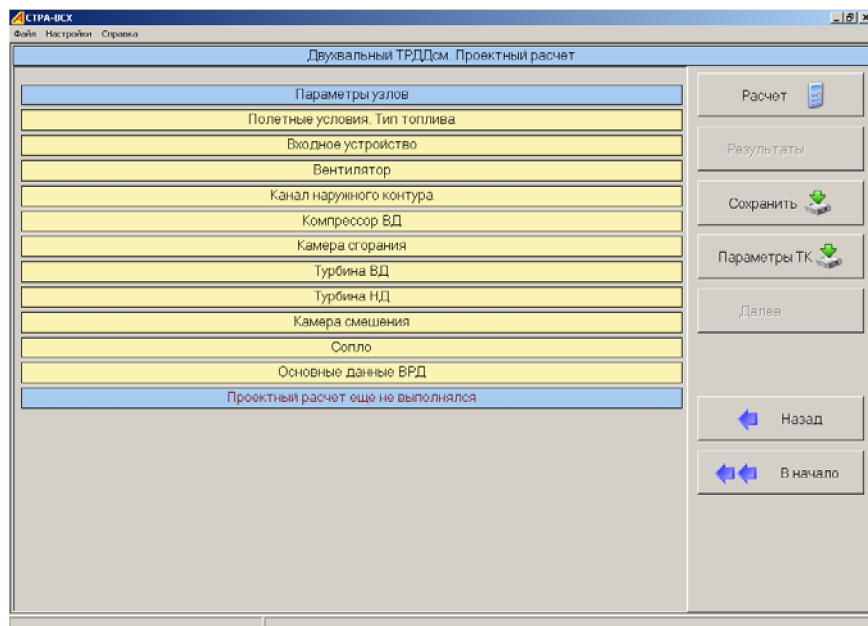 АСТРА-ВСХ
Файл Настройки Справка
Двухвальный ТРДДсм. Проектный расчет
Параметры узлов
Полетные условия. Тип топлива
Входное устройство
Вентилятор
Канал наружного контура
Компрессор ВД
Камера сгорания
Турбина ВД
Турбина НД
Камера смешения
Сопло
Основные данные ВРД
Проектный расчет еще не выполнялся
Расчет
Результаты
Сохранить
Параметры ТК
Далее
Назад
В начало